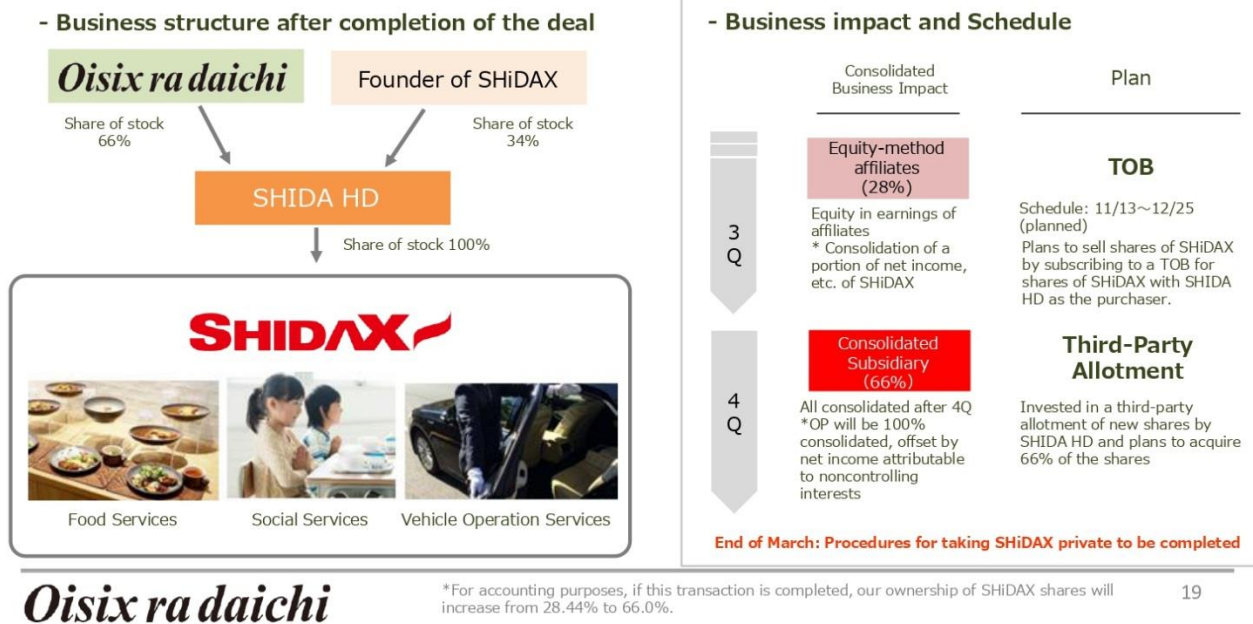 - Business structure after completion of the deal
Oisix ra daichi
Founder of SHiDAX
Share of stock
66%
Share of stock
34%
SHIDA HD
Share of stock 100%
SHIDAX
Food Services
Social Services
Vehicle Operation Services
- Business impact and Schedule
Consolidated
Business Impact
Plan
3
Q
Equity-method
affiliates
(28%)
Equity in earnings of
affiliates
* Consolidation of a
portion of net income,
etc. of SHiDAX
TOB
Schedule: 11/13～12/25
(planned)
Plans to sell shares of SHiDAX
by subscribing to a TOB for
shares of SHiDAX with SHIDA
HD as the purchaser.
4
Q
Consolidated
Subsidiary
(66%)
All consolidated after 4Q
*OP will be 100%
consolidated, offset by
net income attributable
to noncontrolling
interests
Third-Party
Allotment
Invested in a third-party
allotment of new shares by
SHIDA HD and plans to acquire
66% of the shares
End of March: Procedures for taking SHiDAX private to be completed
Oisix ra daichi
*For accounting purposes, if this transaction is completed, our ownership of SHiDAX shares will
increase from 28.44% to 66.0%.
19